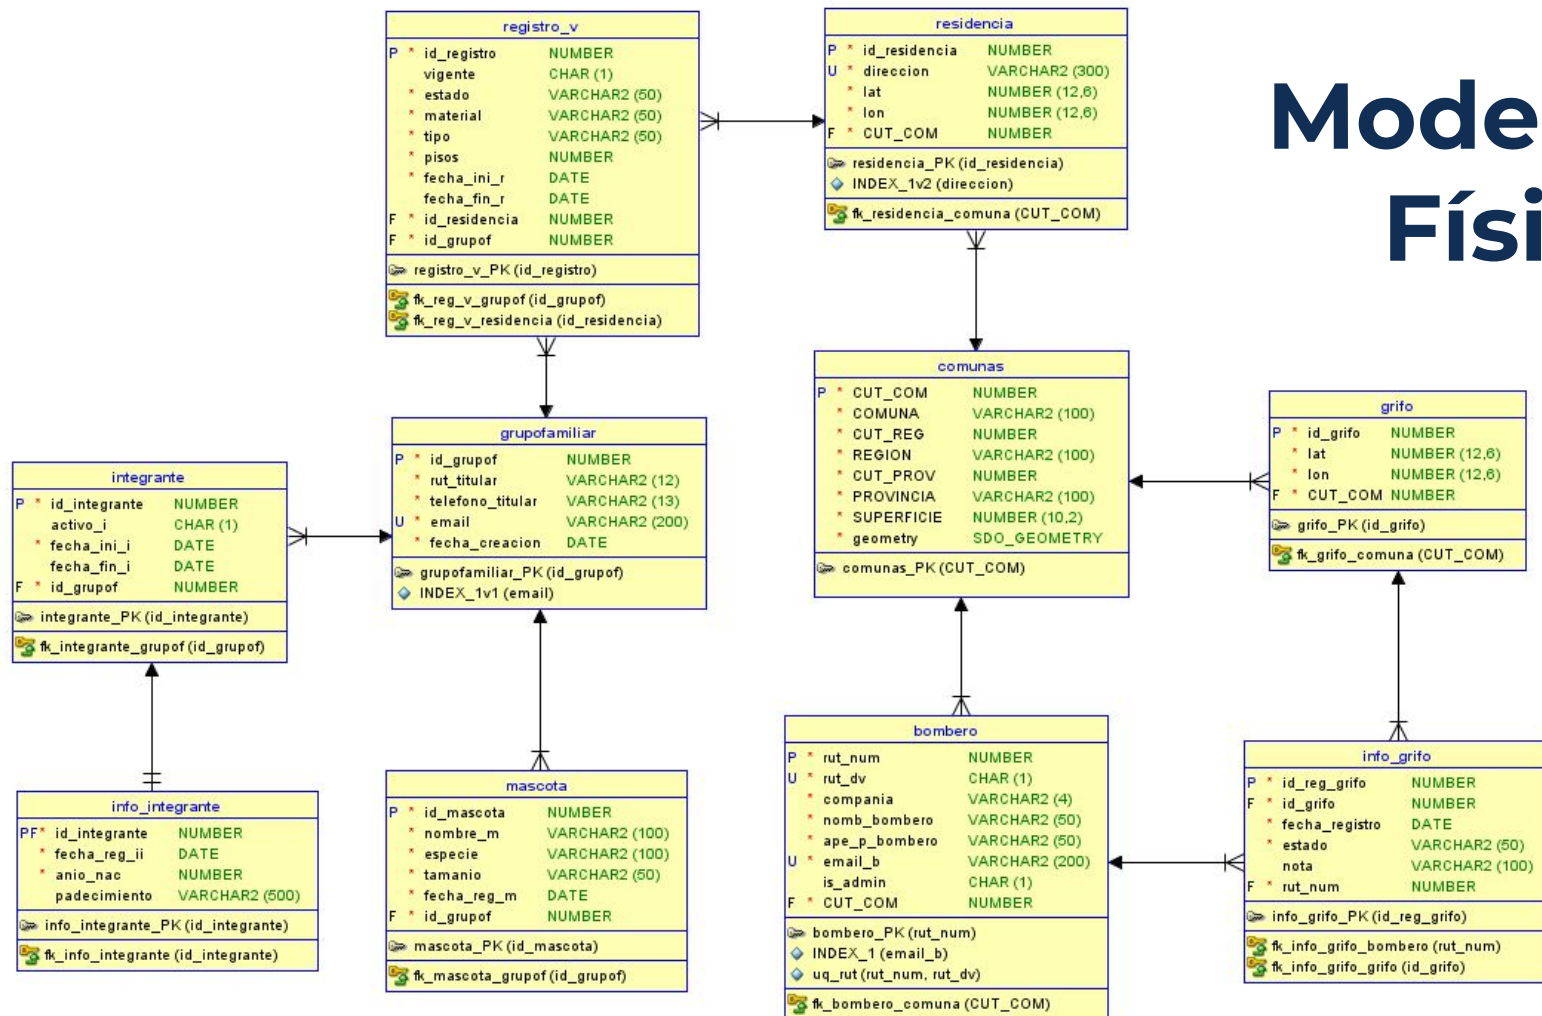 Mode
Físi
registro_v
P * id_registro NUMBER
vigente CHAR (1)
* estado VARCHAR2 (50)
* material VARCHAR2 (50)
* tipo VARCHAR2 (50)
* pisos NUMBER
* fecha_ini_r DATE
fecha_fin_r DATE
F * id_residencia NUMBER
F * id_grupof NUMBER
registro_v_PK (id_registro)
fk_reg_v_grupof (id_grupof)
fk_reg_v_residencia (id_residencia)
residencia
P * id_residencia NUMBER
U * direccion VARCHAR2 (300)
* lat NUMBER (12,6)
* lon NUMBER (12,6)
F * CUT_COM NUMBER
residencia_PK (id_residencia)
INDEX_1v2 (direccion)
fk_residencia_comuna (CUT_COM)
integrante
P * id_integrante NUMBER
activo_i CHAR (1)
* fecha_ini_i DATE
fecha_fin_i DATE
F * id_grupof NUMBER
integrante_PK (id_integrante)
fk_integrante_grupof (id_grupof)
grupofamiliar
P * id_grupof NUMBER
* rut_titular VARCHAR2 (12)
* telefono_titular VARCHAR2 (13)
U * email VARCHAR2 (200)
* fecha_creacion DATE
grupofamiliar_PK (id_grupof)
INDEX_1v1 (email)
comunas
P * CUT_COM NUMBER
* COMUNA VARCHAR2 (100)
* CUT_REG NUMBER
* REGION VARCHAR2 (100)
* CUT_PROV NUMBER
* PROVINCIA VARCHAR2 (100)
* SUPERFICIE NUMBER (10,2)
* geometry SDO_GEOMETRY
comunas_PK (CUT_COM)
grifo
P * id_grifo NUMBER
* lat NUMBER (12,6)
* lon NUMBER (12,6)
F * CUT_COM NUMBER
grifo_PK (id_grifo)
fk_grifo_comuna (CUT_COM)
info_integrante
PF* id_integrante NUMBER
* fecha_reg_ii DATE
* anio_nac NUMBER
padecimiento VARCHAR2 (500)
info_integrante_PK (id_integrante)
fk_info_integrante (id_integrante)
mascota
P * id_mascota NUMBER
* nombre_m VARCHAR2 (100)
* especie VARCHAR2 (100)
* tamanio VARCHAR2 (50)
* fecha_reg_m DATE
F * id_grupof NUMBER
mascota_PK (id_mascota)
fk_mascota_grupof (id_grupof)
bombero
P * rut_num NUMBER
U * rut_dv CHAR (1)
* compania VARCHAR2 (4)
* nomb_bombero VARCHAR2 (50)
* ape_p_bombero VARCHAR2 (50)
U * email_b VARCHAR2 (200)
is_admin CHAR (1)
F * CUT_COM NUMBER
bombero_PK (rut_num)
INDEX_1 (email_b)
uq_rut (rut_num, rut_dv)
fk_bombero_comuna (CUT_COM)
info_grifo
P * id_reg_grifo NUMBER
F * id_grifo NUMBER
* fecha_registro DATE
* estado VARCHAR2 (50)
nota VARCHAR2 (100)
F * rut_num NUMBER
info_grifo_PK (id_reg_grifo)
fk_info_grifo_bombero (rut_num)
fk_info_grifo_grifo (id_grifo)